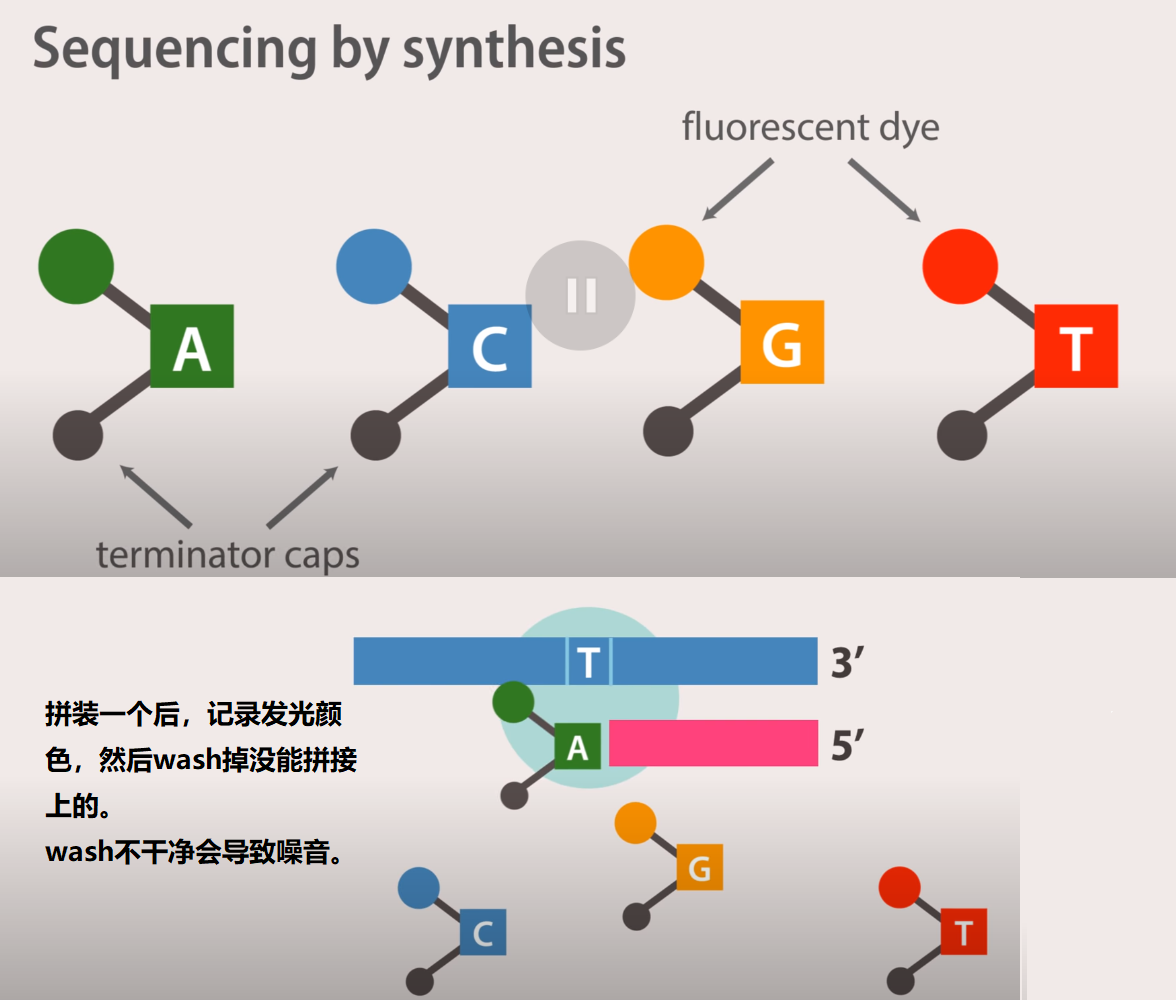 Sequencing by synthesis
fluorescent dye
A
C
G
T
terminator caps
T
3’
A
5’
拼装一个后，记录发光颜
色，然后wash掉没能拼接
上的。
wash不干净会导致噪音。
G
C
T